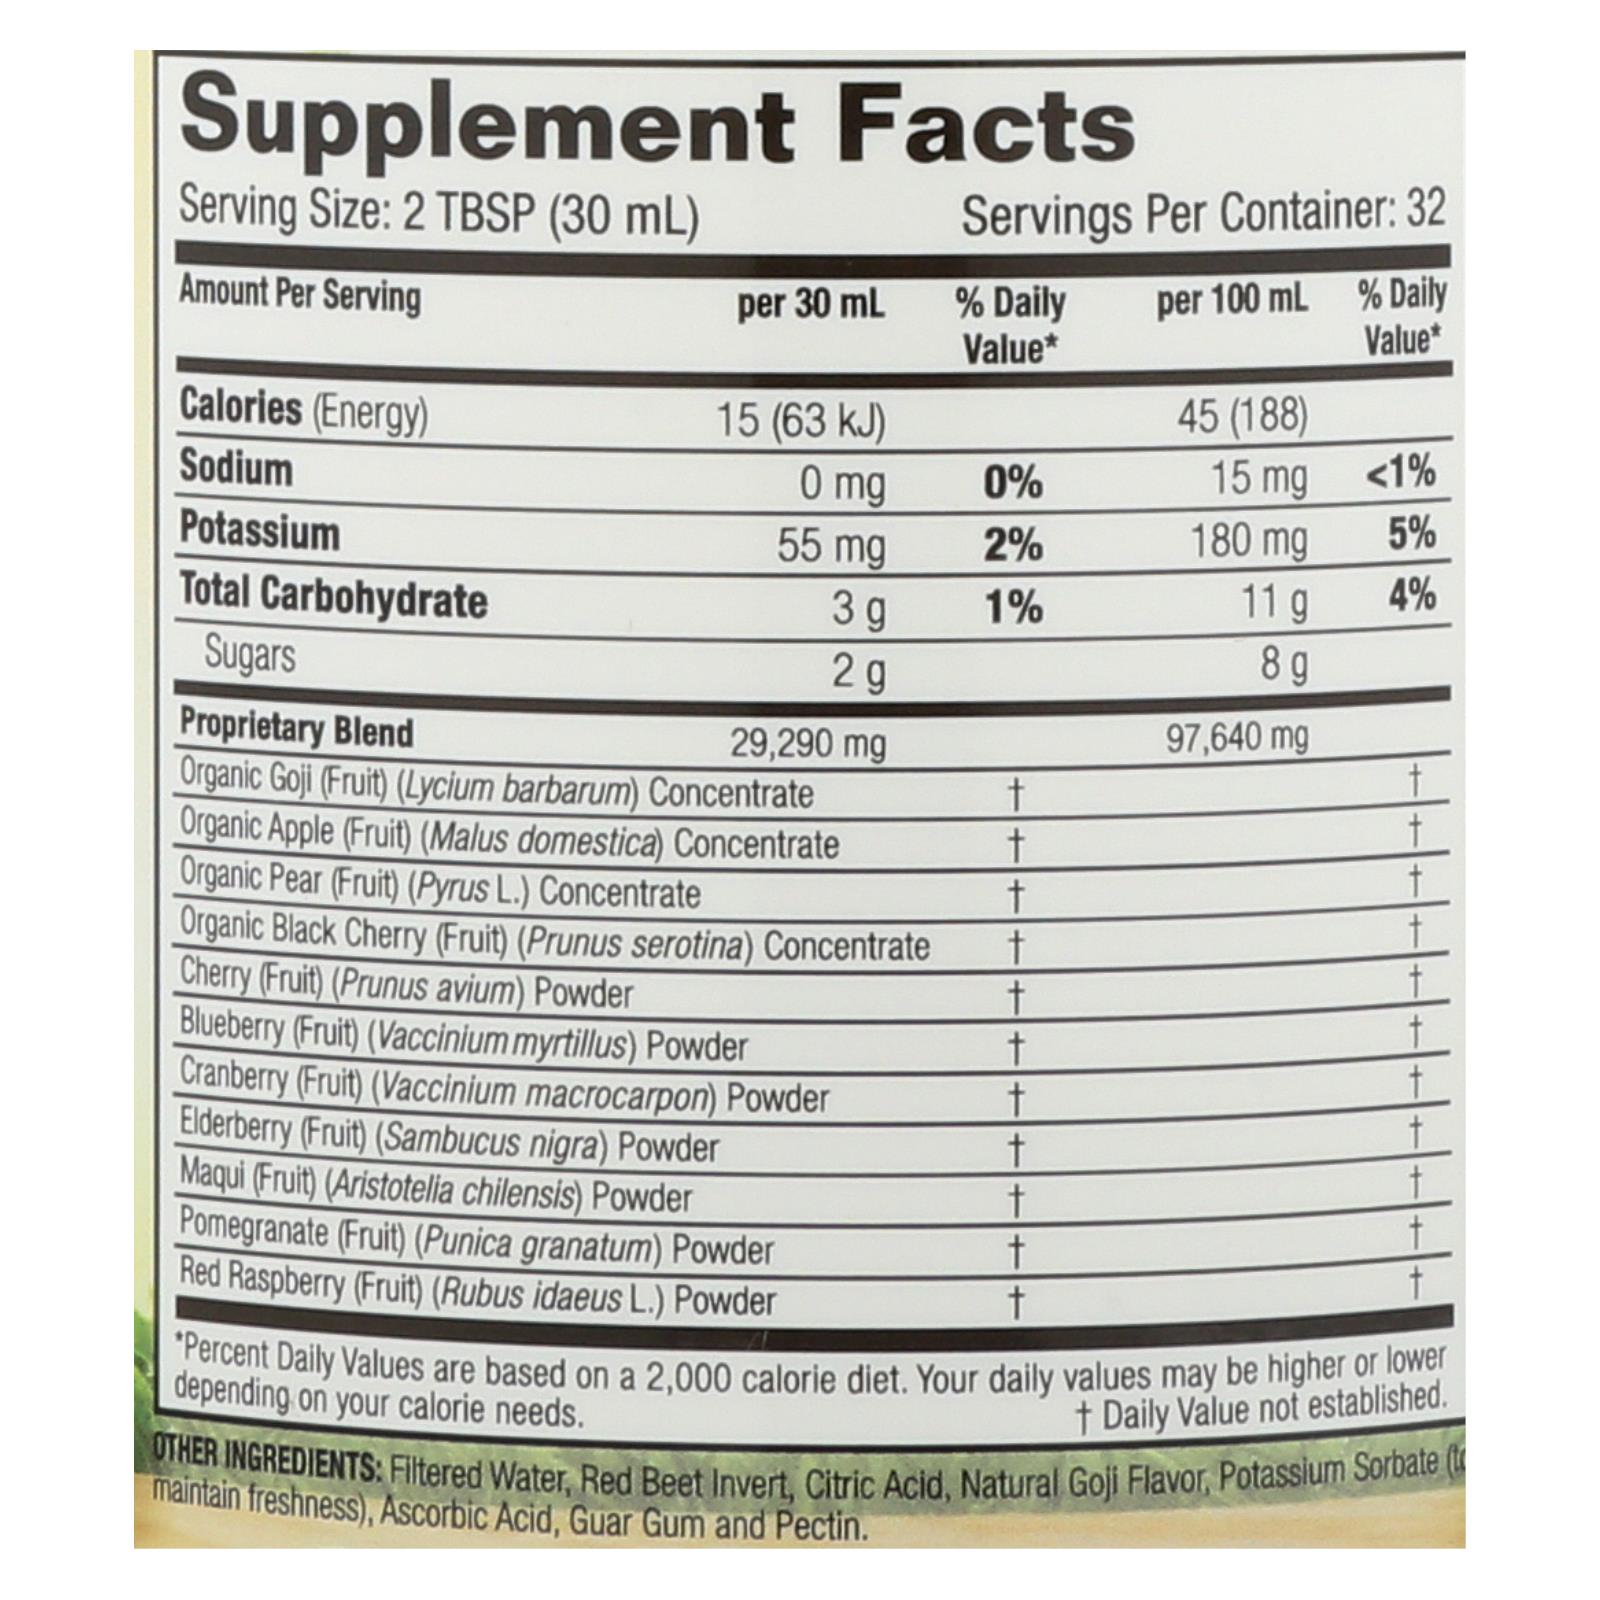 Supplement Facts
Serving Size: 2 TBSP (30 mL) Servings Per Container: 32
Amount Per Serving per 30 mL % Daily Value* per 100 mL % Daily Value*
Calories (Energy) 15 (63 kJ) 45 (188)
Sodium 0 mg 0% 15 mg <1%
Potassium 55 mg 2% 180 mg 5%
Total Carbohydrate 3 g 1% 11 g 4%
Sugars 2 g 8 g
Proprietary Blend 29,290 mg 97,640 mg
Organic Goji (Fruit) (Lycium barbarum) Concentrate † †
Organic Apple (Fruit) (Malus domestica) Concentrate † †
Organic Pear (Fruit) (Pyrus L.) Concentrate † †
Organic Black Cherry (Fruit) (Prunus serotina) Concentrate † †
Cherry (Fruit) (Prunus avium) Powder † †
Blueberry (Fruit) (Vaccinium myrtillus) Powder † †
Cranberry (Fruit) (Vaccinium macrocarpon) Powder † †
Elderberry (Fruit) (Sambucus nigra) Powder † †
Maqui (Fruit) (Aristotelia chilensis) Powder † †
Pomegranate (Fruit) (Punica granatum) Powder † †
Red Raspberry (Fruit) (Rubus idaeus L.) Powder † †
*Percent Daily Values are based on a 2,000 calorie diet. Your daily values may be higher or lower
depending on your calorie needs. † Daily Value not established.
OTHER INGREDIENTS: Filtered Water, Red Beet Invert, Citric Acid, Natural Goji Flavor, Potassium Sorbate (to
maintain freshness), Ascorbic Acid, Guar Gum and Pectin.